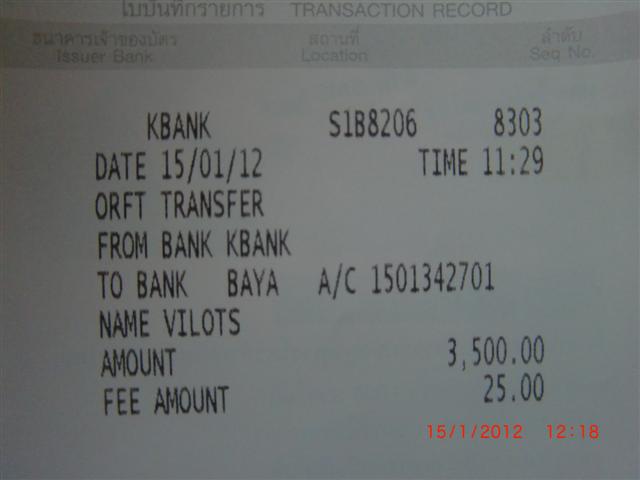 ใบบันทึกรายการ TRANSACTION RECORD
ธนาคารเจ้าของบัตร สถานที่ ลำดับ
Issuer Bank Location Seq No.
KBANK S1B8206 8303
DATE 15/01/12 TIME 11:29
ORFT TRANSFER
FROM BANK KBANK
TO BANK BAYA A/C 1501342701
NAME VILOTS
AMOUNT 3,500.00
FEE AMOUNT 25.00
15/1/2012 12:18